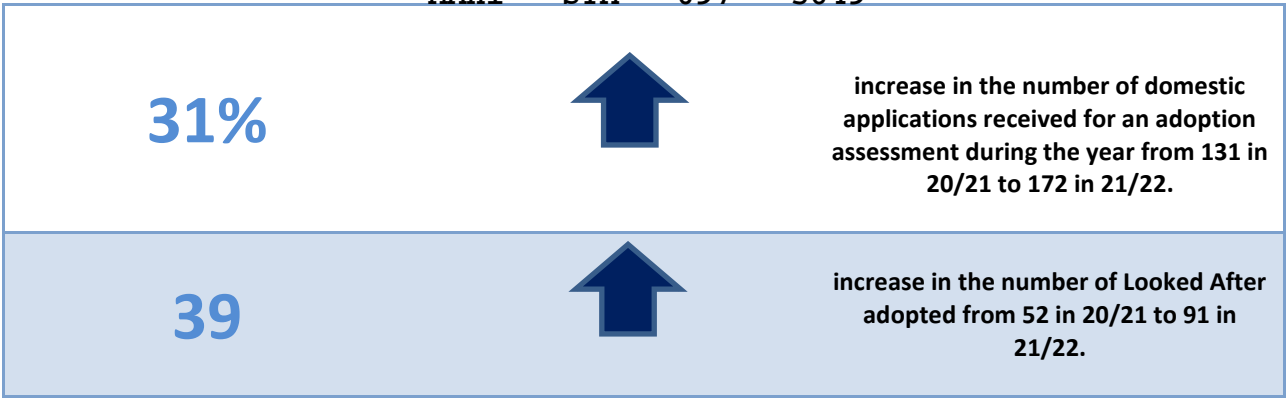 31%
increase in the number of domestic
applications received for an adoption
assessment during the year from 131 in
20/21 to 172 in 21/22.
39
increase in the number of Looked After
adopted from 52 in 20/21 to 91 in
21/22.